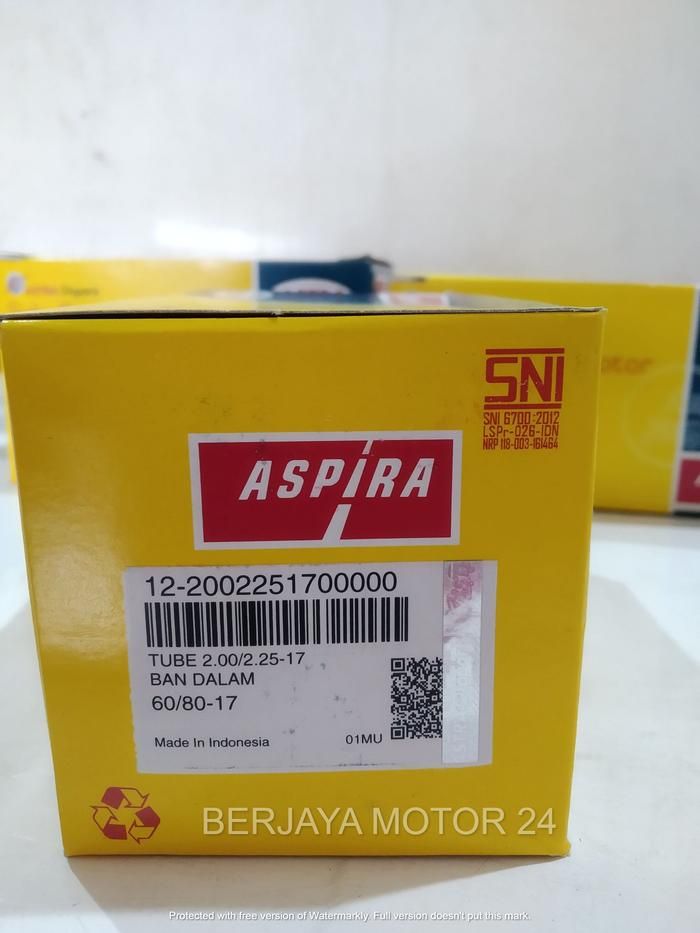 SNI
SNI 6700:2012
LSPr-026-IDN
NRP 118-003-161464
ASPIRA
12-2002251700000
TUBE 2.00/2.25-17
BAN DALAM
60/80-17
Made In Indonesia
01MU
BERJAYA MOTOR 24
Protected with free version of Watermarkly. Full version doesn't put this mark.